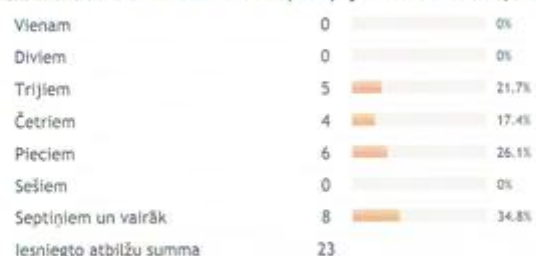 Vienam 0 0%
Diviem 0 0%
Trijiem 5 21.7%
Četriem 4 17.4%
Pieciem 6 26.1%
Sešiem 0 0%
Septiņiem un vairāk 8 34.8%
Iesniegto atbilžu summa 23